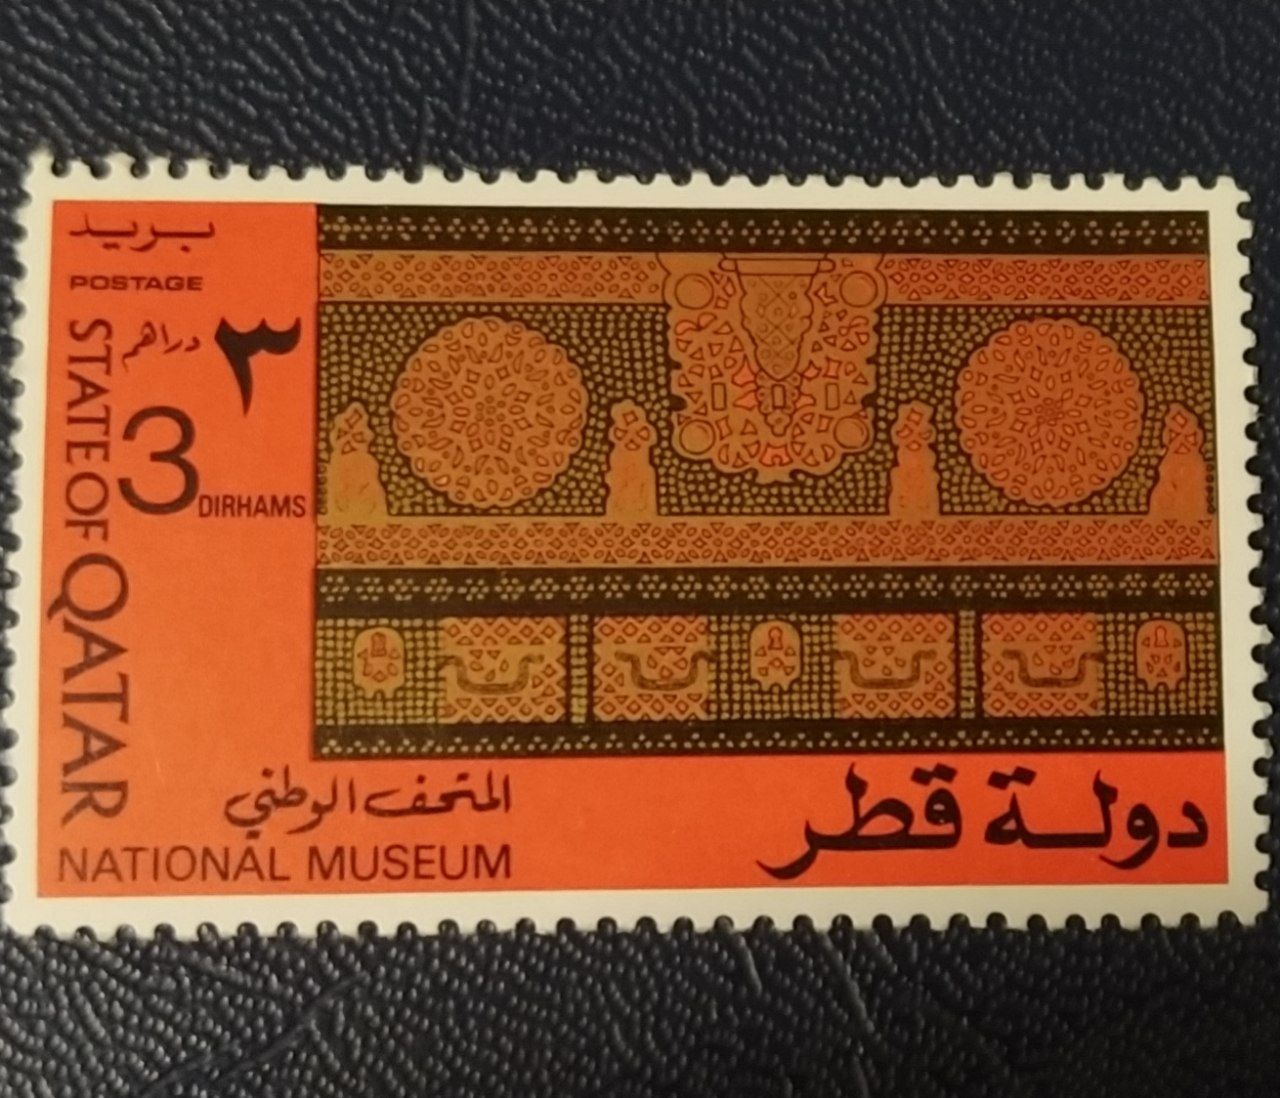 بريد
POSTAGE
٣ دراهم
3 DIRHAMS
STATE OF QATAR
المتحف الوطني
NATIONAL MUSEUM
دولة قطر